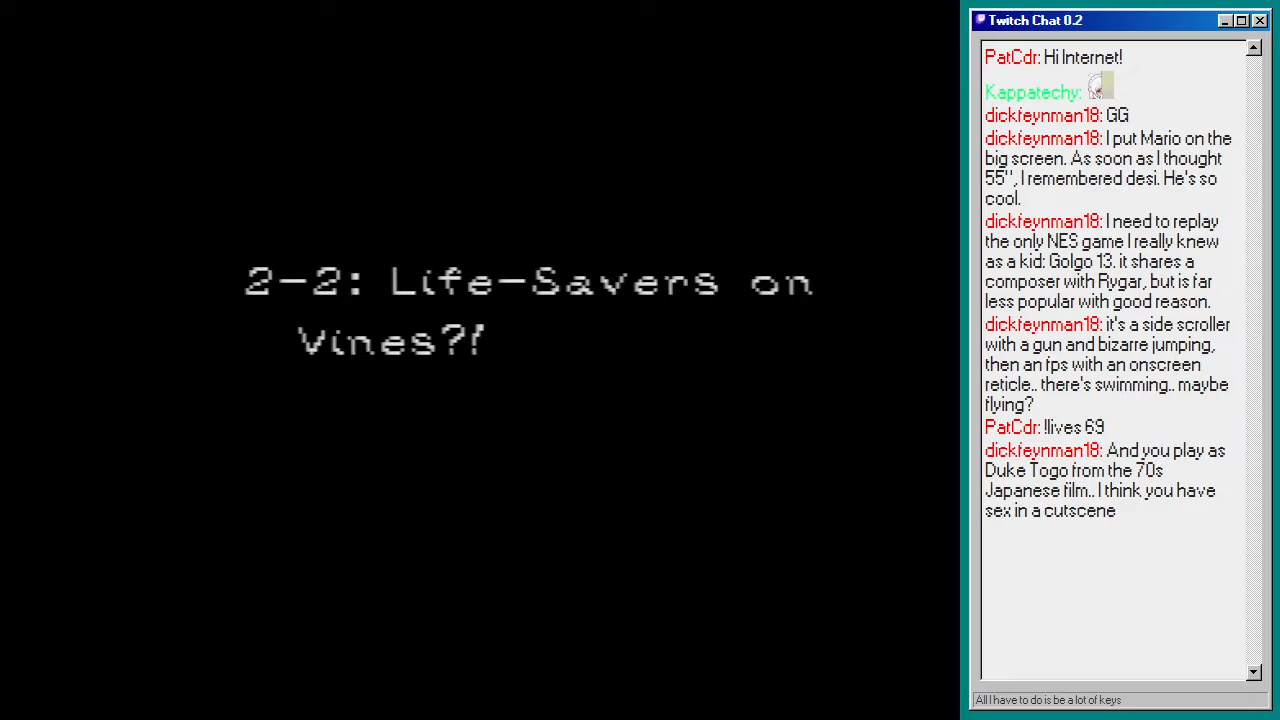 2-2: Life-Savers on
Vines?!
Twitch Chat 0.2
PatCdr: Hi Internet!
Kappatechy:
dickfeynman18: GG
dickfeynman18: I put Mario on the
big screen. As soon as I thought
55", I remembered desi. He's so
cool.
dickfeynman18: I need to replay
the only NES game I really knew
as a kid: Golgo 13. it shares a
composer with Rygar, but is far
less popular with good reason.
dickfeynman18: it's a side scroller
with a gun and bizarre jumping,
then an fps with an onscreen
reticle.. there's swimming.. maybe
flying?
PatCdr: !lives 69
dickfeynman18: And you play as
Duke Togo from the 70s
Japanese film.. I think you have
sex in a cutscene
All I have to do is be a lot of keys